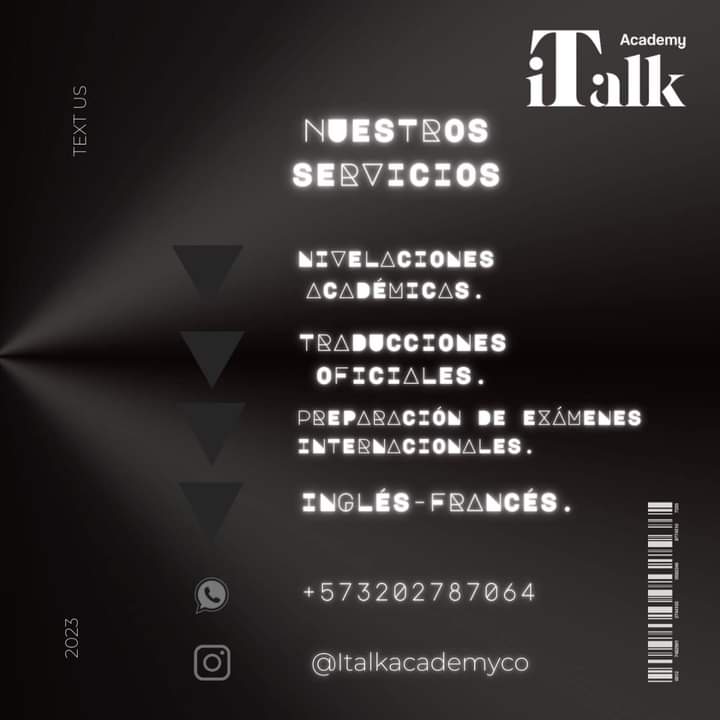 Academy
iTalk
TEXT US
NUESTROS
SERVICIOS
NIVELACIONES
ACADÉMICAS.
TRADUCCIONES
OFICIALES.
PREPARACIÓN DE EXÁMENES
INTERNACIONALES.
INGLÉS-FRANCÉS.
+573202787064
@Italkacademyco
2023